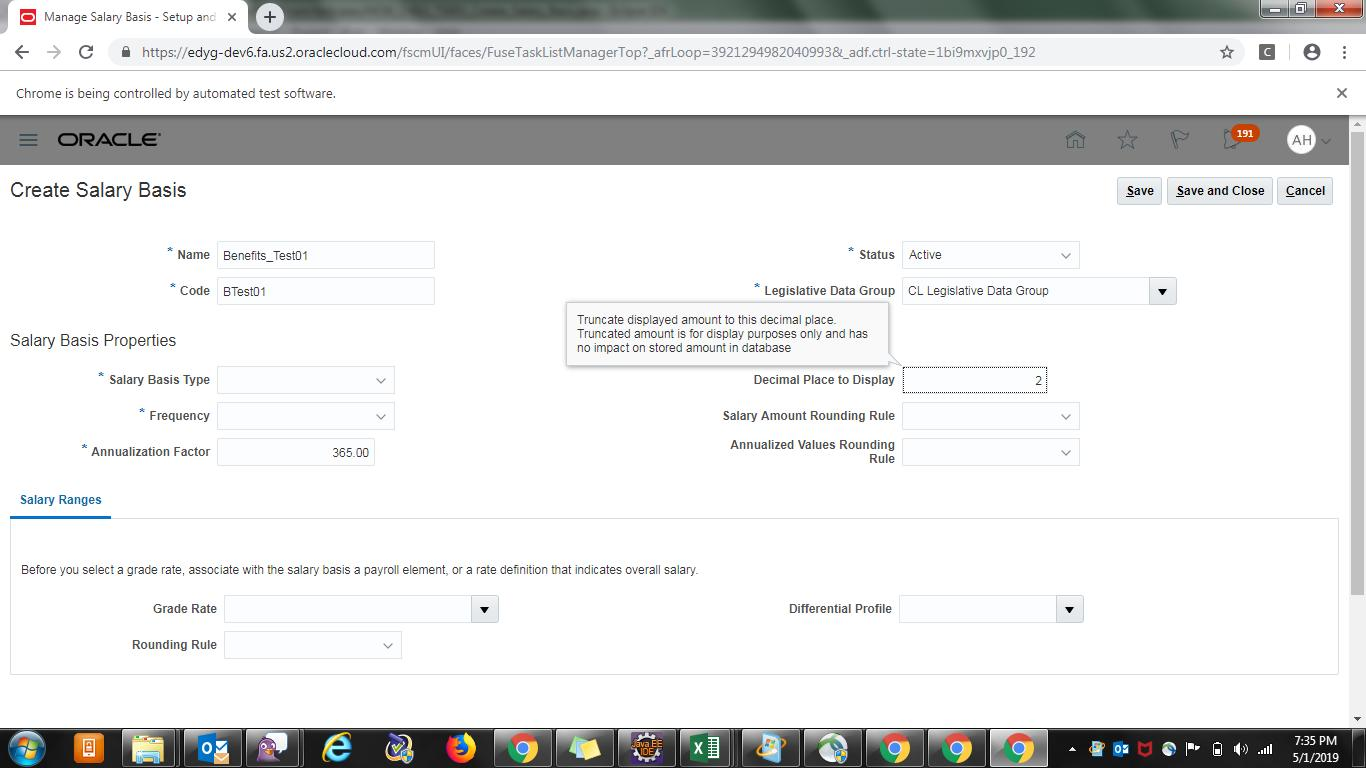 Manage Salary Basis - Setup and
https://edyg-dev6.fa.us2.oraclecloud.com/fscmUI/faces/FuseTaskListManagerTop?_afrLoop=3921294982040993&_adf.ctrl-state=1bi9mxvjp0_192
C
Chrome is being controlled by automated test software.
ORACLE
191
AH
Create Salary Basis
Save
Save and Close
Cancel
* Name Benefits_Test01
* Status Active
* Code BTest01
* Legislative Data Group CL Legislative Data Group
Truncate displayed amount to this decimal place.
Truncated amount is for display purposes only and has
no impact on stored amount in database
Salary Basis Properties
* Salary Basis Type
Decimal Place to Display 2
* Frequency
Salary Amount Rounding Rule
* Annualization Factor 365.00
Annualized Values Rounding
Rule
Salary Ranges
Before you select a grade rate, associate with the salary basis a payroll element, or a rate definition that indicates overall salary.
Grade Rate
Differential Profile
Rounding Rule
Java EE
IDE
7:35 PM
5/1/2019